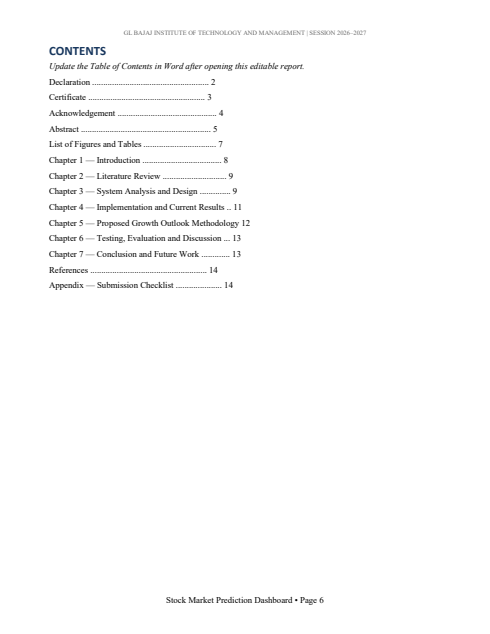 GL BAJAJ INSTITUTE OF TECHNOLOGY AND MANAGEMENT | SESSION 2026–2027
CONTENTS
Update the Table of Contents in Word after opening this editable report.
Declaration .................................................. 2
Certificate .................................................. 3
Acknowledgement .......................................... 4
Abstract ........................................................ 5
List of Figures and Tables ................................ 7
Chapter 1 — Introduction .................................. 8
Chapter 2 — Literature Review ........................... 9
Chapter 3 — System Analysis and Design ............. 9
Chapter 4 — Implementation and Current Results .. 11
Chapter 5 — Proposed Growth Outlook Methodology 12
Chapter 6 — Testing, Evaluation and Discussion ... 13
Chapter 7 — Conclusion and Future Work ............ 13
References .................................................. 14
Appendix — Submission Checklist .................... 14
Stock Market Prediction Dashboard • Page 6